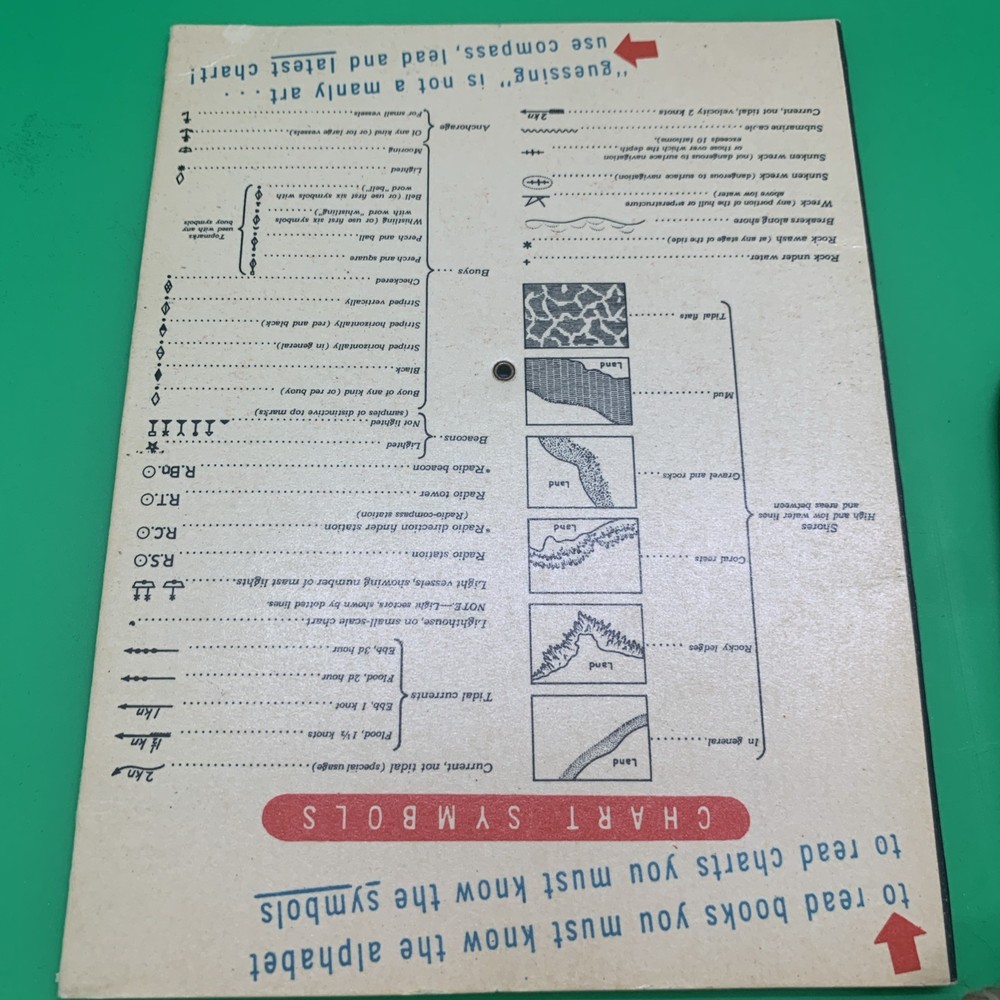 to read books you must know the alphabet
to read charts you must know the symbols
CHART SYMBOLS
Current, not tidal (special usage)
2 kn
Tidal currents
Flood, 1½ knots
1½ kn
Ebb, 1 knot
1 kn
Flood, 2d hour
Ebb, 3d hour
Lighthouse, on small-scale chart
NOTE.—Light sectors, shown by dotted lines.
Light vessels, showing number of mast lights.
Radio station
R.S.
*Radio direction finder station
(Radio-compass station)
R.C.
Radio tower
R.T.
*Radio beacon
R.Bn.
Beacons:
Lighted
Not lighted
(samples of distinctive top marks)
Buoys
Buoy of any kind (or red buoy)
Black
Striped horizontally (in general)
Striped horizontally (red and black)
Striped vertically
Checkered
Perch and square
Perch and ball
Whistling (or use first six symbols
with word "whistling")
Bell (or use first six symbols with
word "bell")
Topmarks
used with any
buoy symbols
Lighted
Mooring
Anchorage
Of any kind (or for large vessels)
For small vessels
Shores
High and low water lines
and areas between
In general
Land
Rocky ledges
Land
Coral reefs
Land
Gravel and rocks
Land
Mud
Land
Tidal flats
Rock under water
Rock awash (at any stage of the tide)
Breakers along shore
Wreck (any portion of the hull or superstructure
above low water)
Sunken wreck (dangerous to surface navigation)
Sunken wreck (not dangerous to surface navigation
or those over which the depth
exceeds 10 fathoms)
Submarine cable
Current, not tidal, velocity 2 knots
2 kn
"guessing" is not a manly art ....
use compass, lead and latest chart!